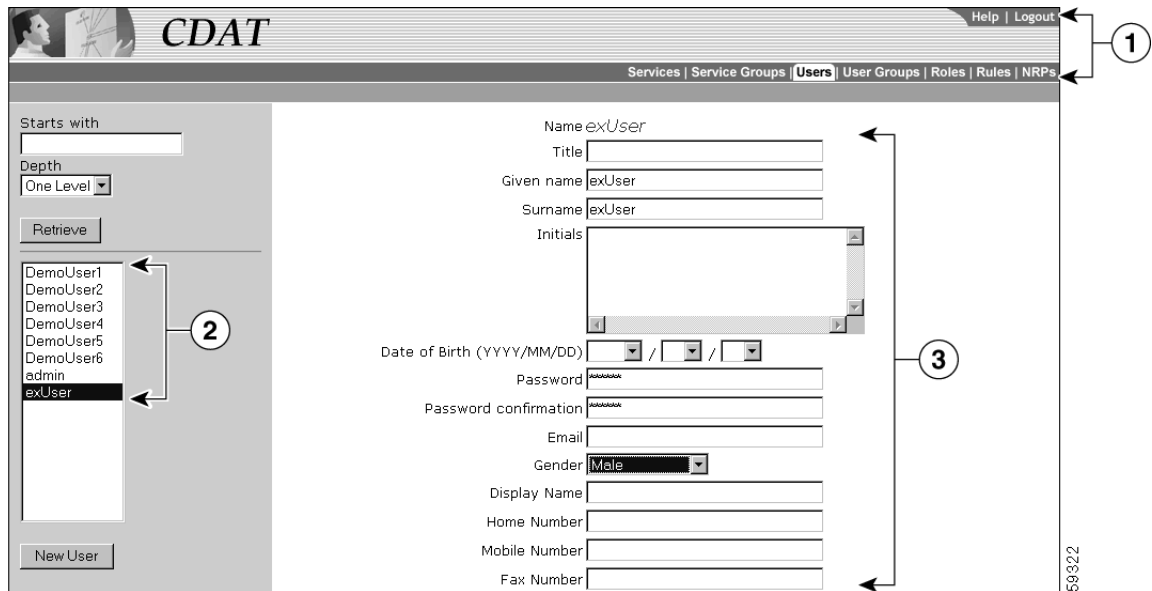 CDAT
Help | Logout
1
Services | Service Groups | Users | User Groups | Roles | Rules | NRPs
Starts with
Depth
One Level
Retrieve
DemoUser1
DemoUser2
DemoUser3
DemoUser4
DemoUser5
DemoUser6
admin
exUser
2
New User
Name exUser
Title
Given name exUser
Surname exUser
Initials
Date of Birth (YYYY/MM/DD) / /
Password ******
Password confirmation ******
Email
Gender Male
Display Name
Home Number
Mobile Number
Fax Number
3
59322